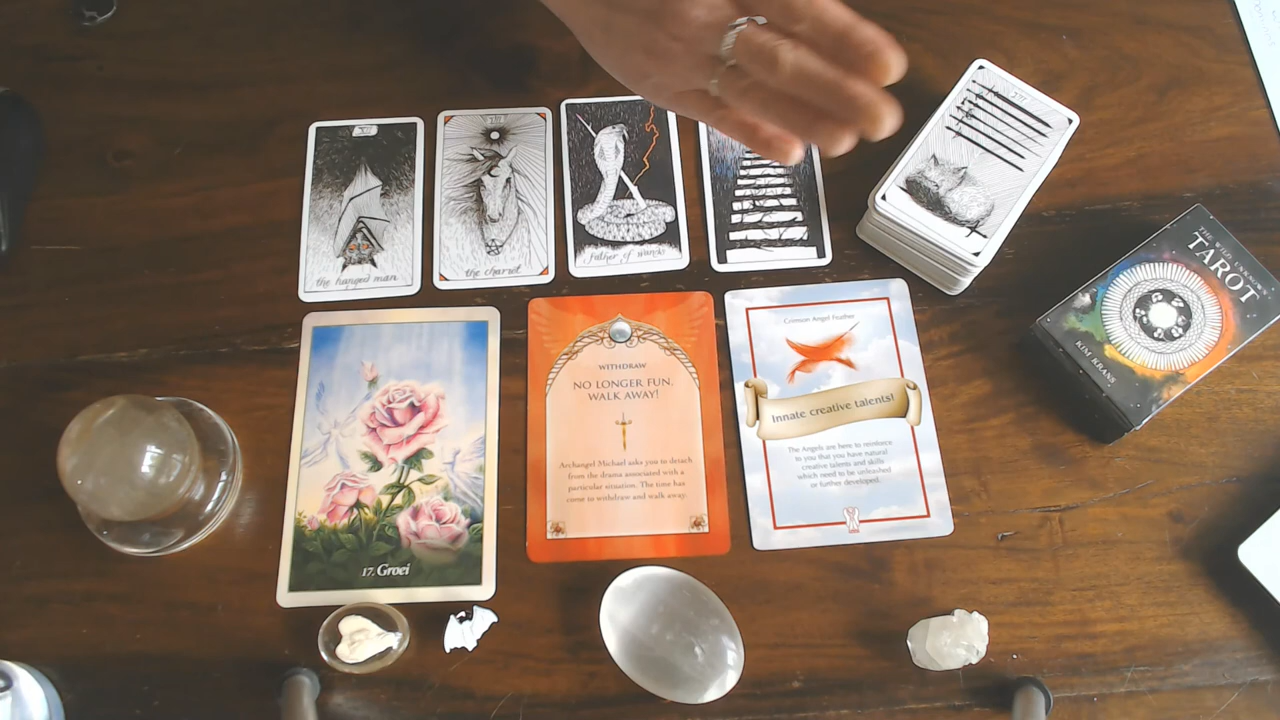 XII
the hanged man
VII
the chariot
father of wands
VII
THE WILD UNKNOWN
TAROT
KIM KRANS
17. Groei
WITHDRAW
NO LONGER FUN,
WALK AWAY!
Archangel Michael asks you to detach
from the drama associated with a
particular situation. The time has
come to withdraw and walk away.
Crimson Angel Feather
Innate creative talents!
The Angels are here to reinforce
to you that you have natural
creative talents and skills
which need to be unleashed
or further developed.